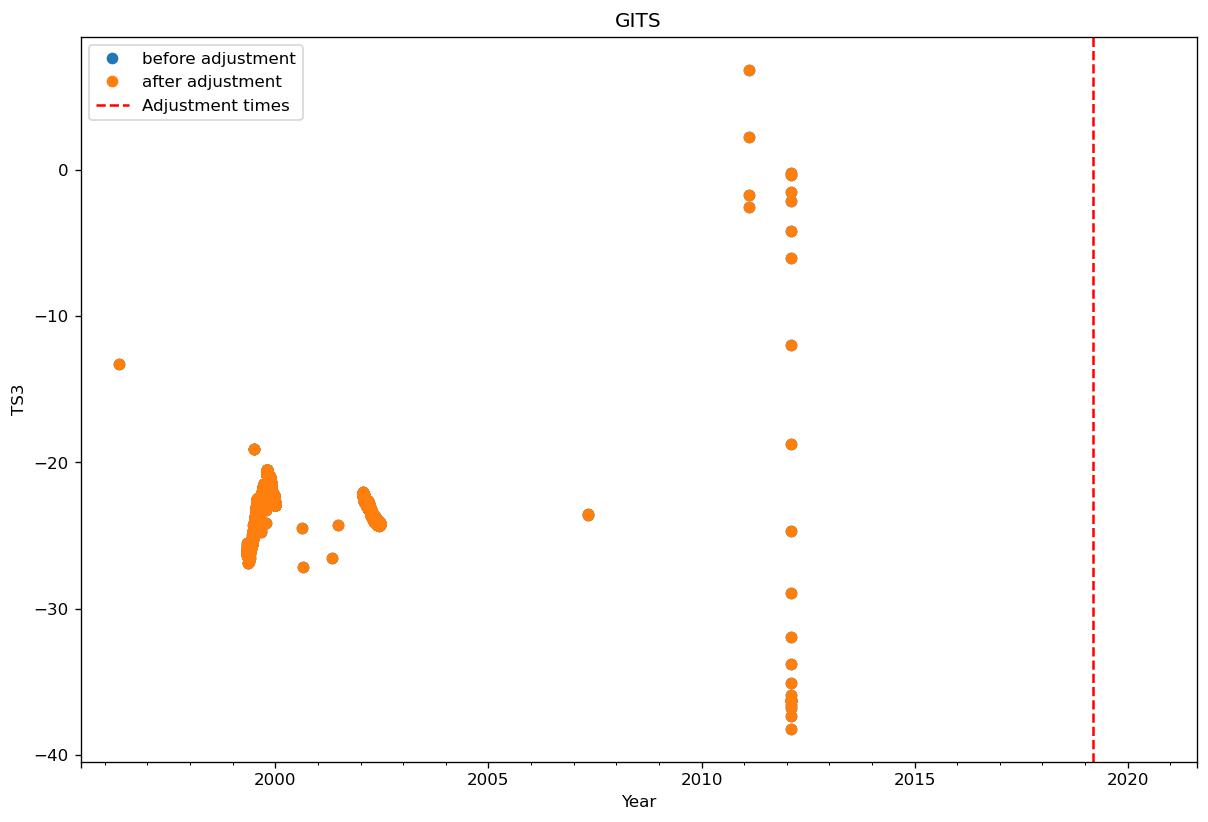 GITS
before adjustment
after adjustment
Adjustment times
0
−10
−20
−30
−40
TS3
2000 2005 2010 2015 2020
Year